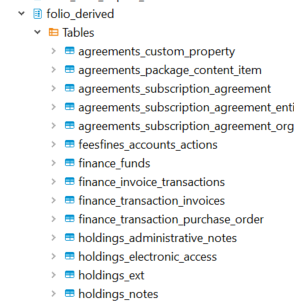 folio_derived
Tables
agreements_custom_property
agreements_package_content_item
agreements_subscription_agreement
agreements_subscription_agreement_enti
agreements_subscription_agreement_org
feesfines_accounts_actions
finance_funds
finance_invoice_transactions
finance_transaction_invoices
finance_transaction_purchase_order
holdings_administrative_notes
holdings_electronic_access
holdings_ext
holdings_notes